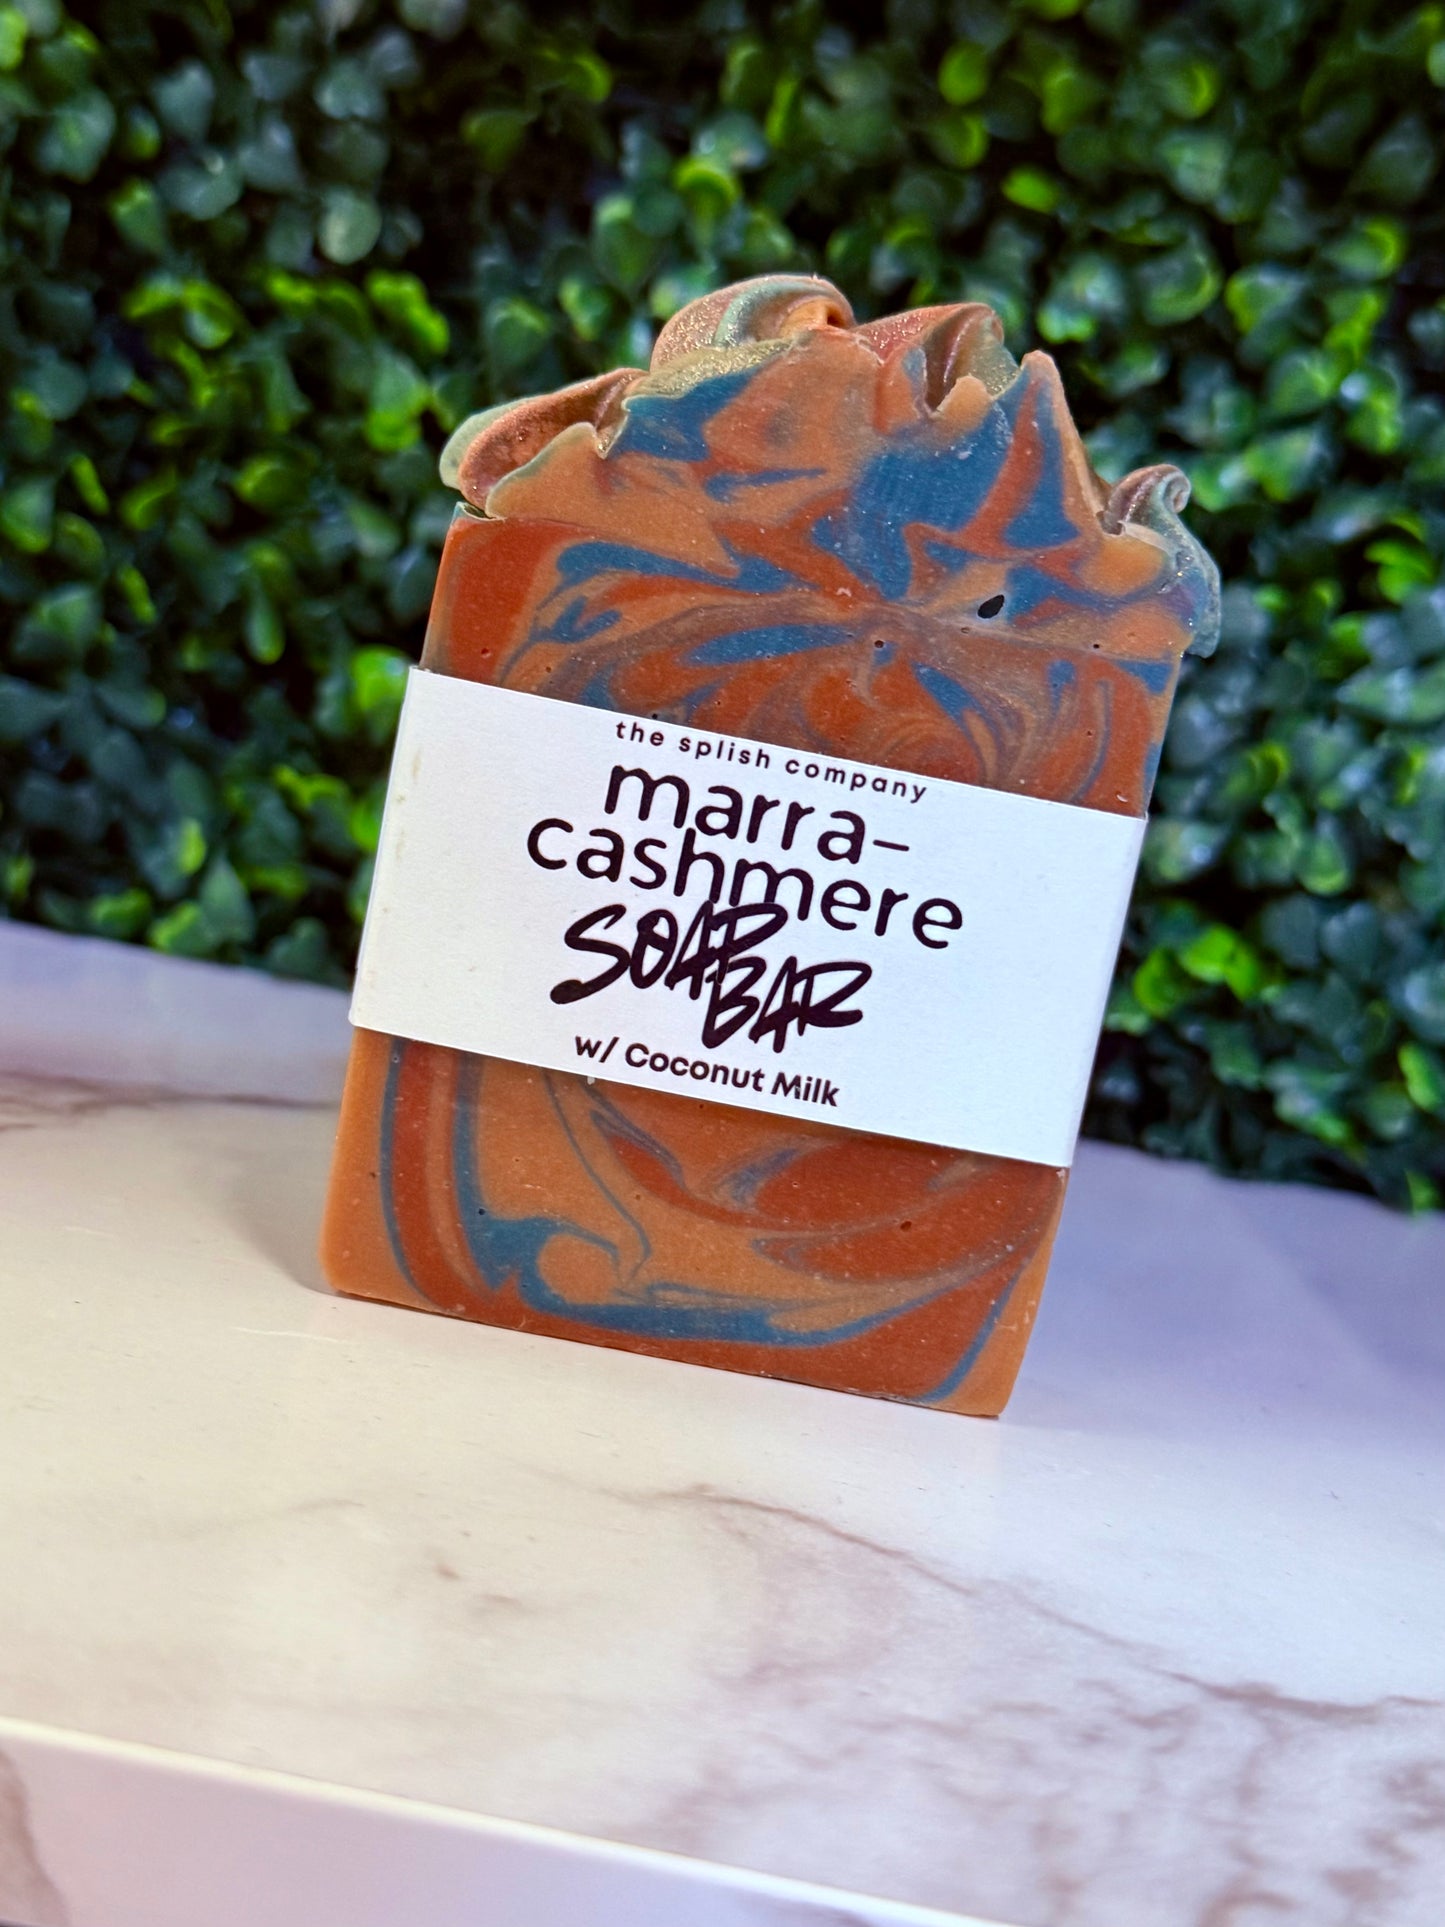 the splish company
marra-
cashmere
SOAP
BAR
w/ Coconut Milk